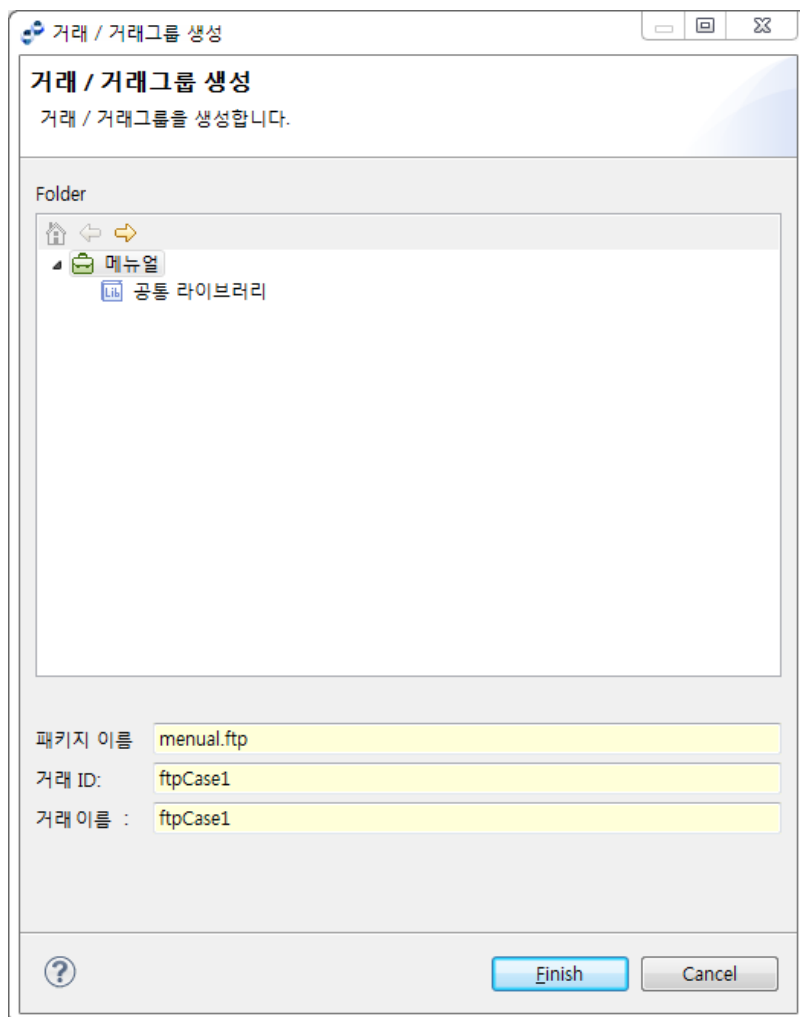 거래 / 거래그룹 생성
거래 / 거래그룹 생성
거래 / 거래그룹을 생성합니다.
Folder
메뉴얼
Lib 공통 라이브러리
패키지 이름 menual.ftp
거래 ID: ftpCase1
거래 이름 : ftpCase1
?
Finish Cancel